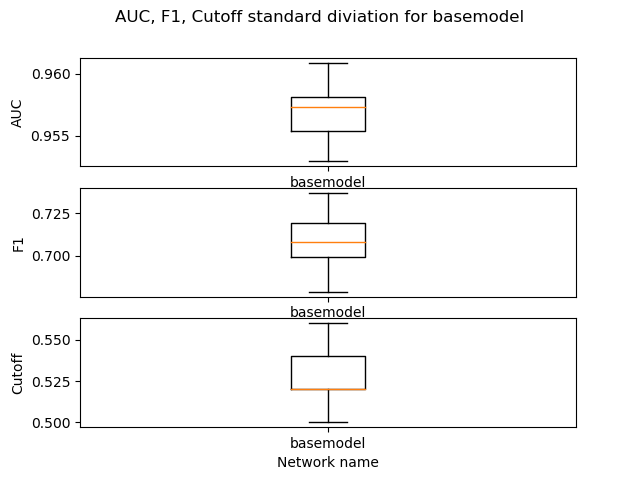 AUC, F1, Cutoff standard diviation for basemodel
0.960
0.955
AUC
basemodel
0.725
0.700
F1
basemodel
0.550
0.525
0.500
Cutoff
basemodel
Network name